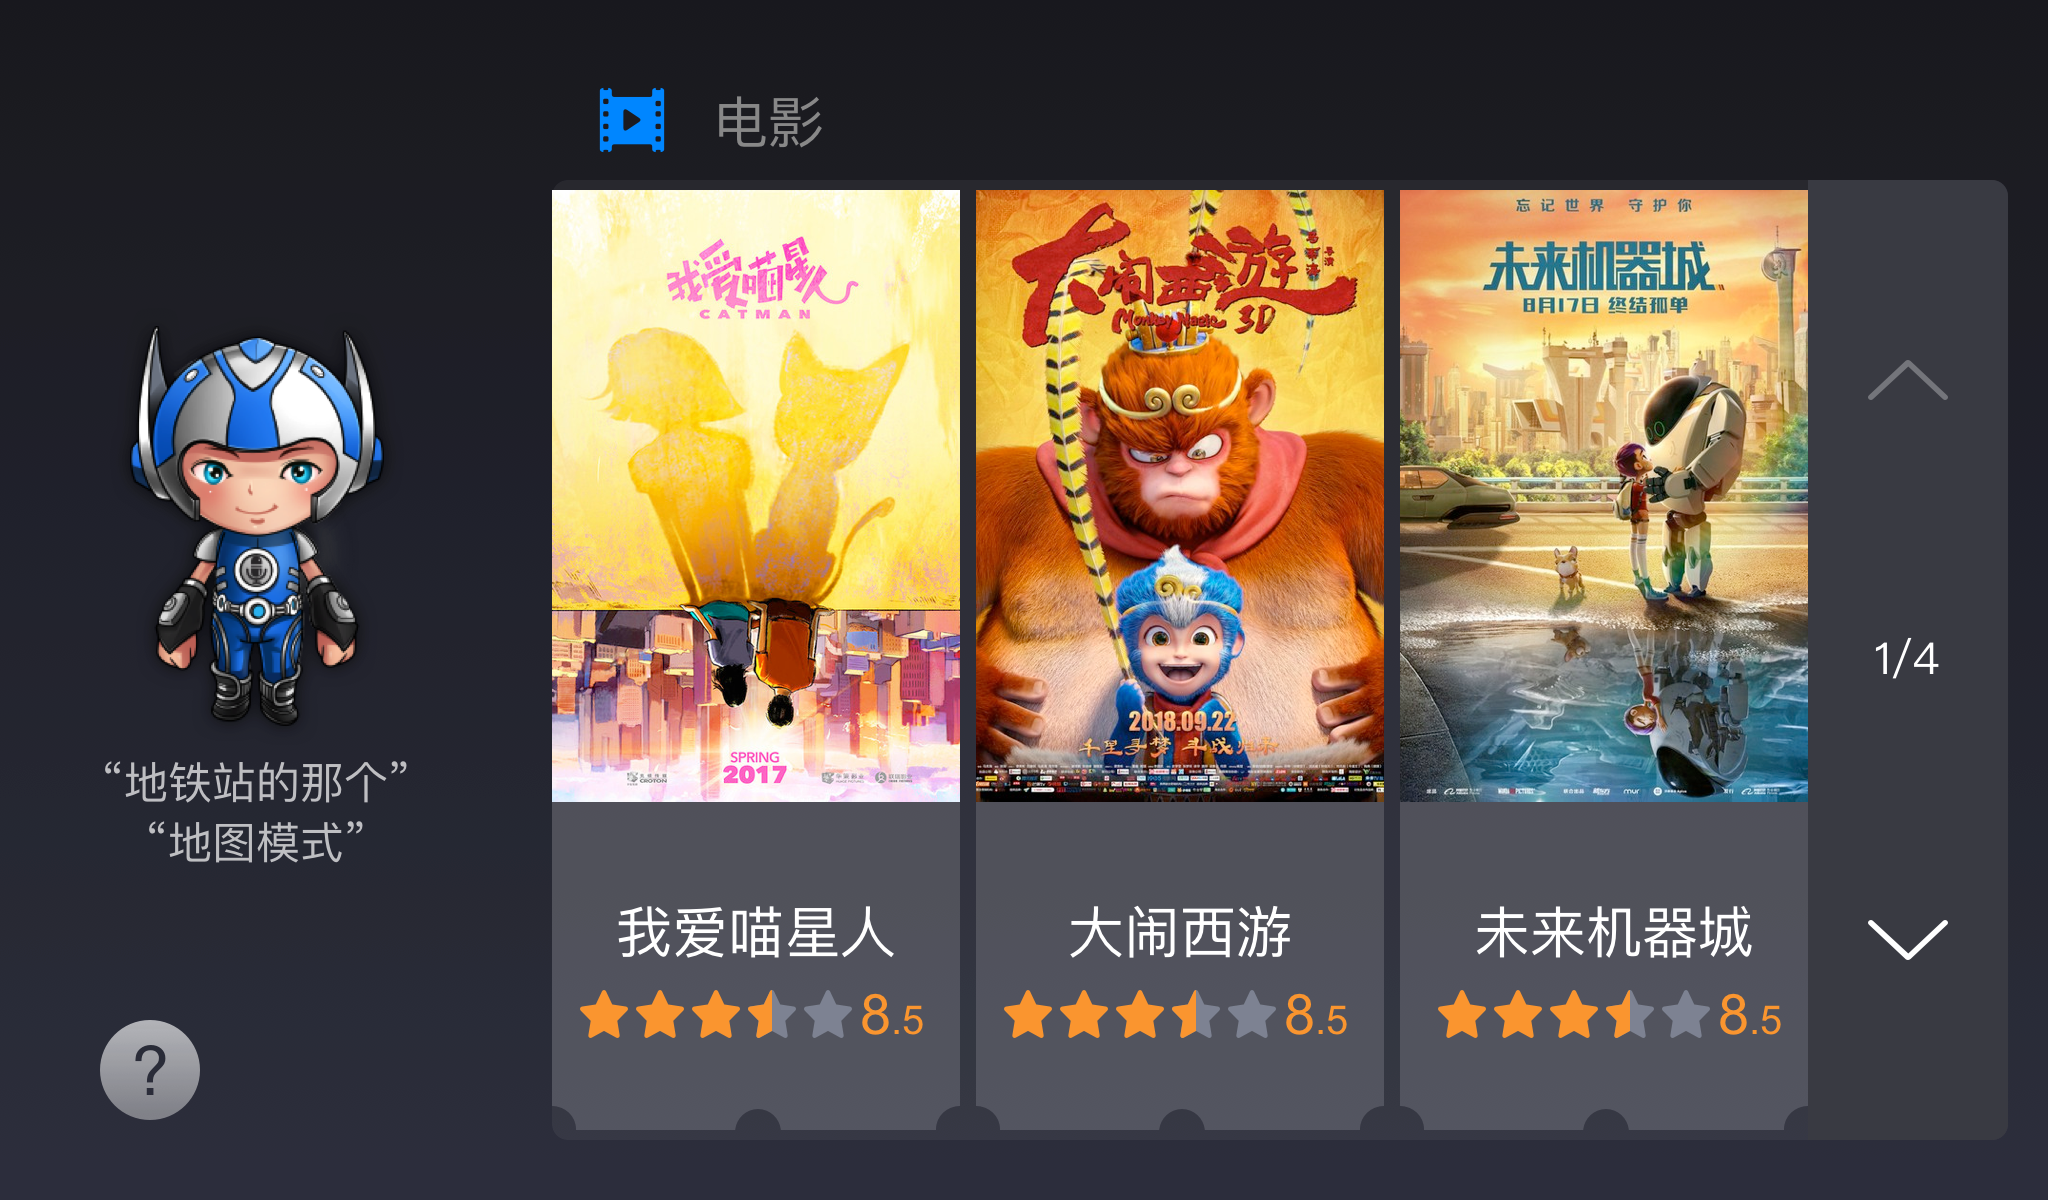 电影
我爱喵星人
CATMAN
SPRING
2017
CROTON
大闹西游
导演
Monkey Magic 3D
2018.09.22
千里寻梦 斗战归来
忘记世界 守护你
未来机器城
8月17日 终结孤单
1/4
“地铁站的那个”
“地图模式”
我爱喵星人
8.5
大闹西游
8.5
未来机器城
8.5
?